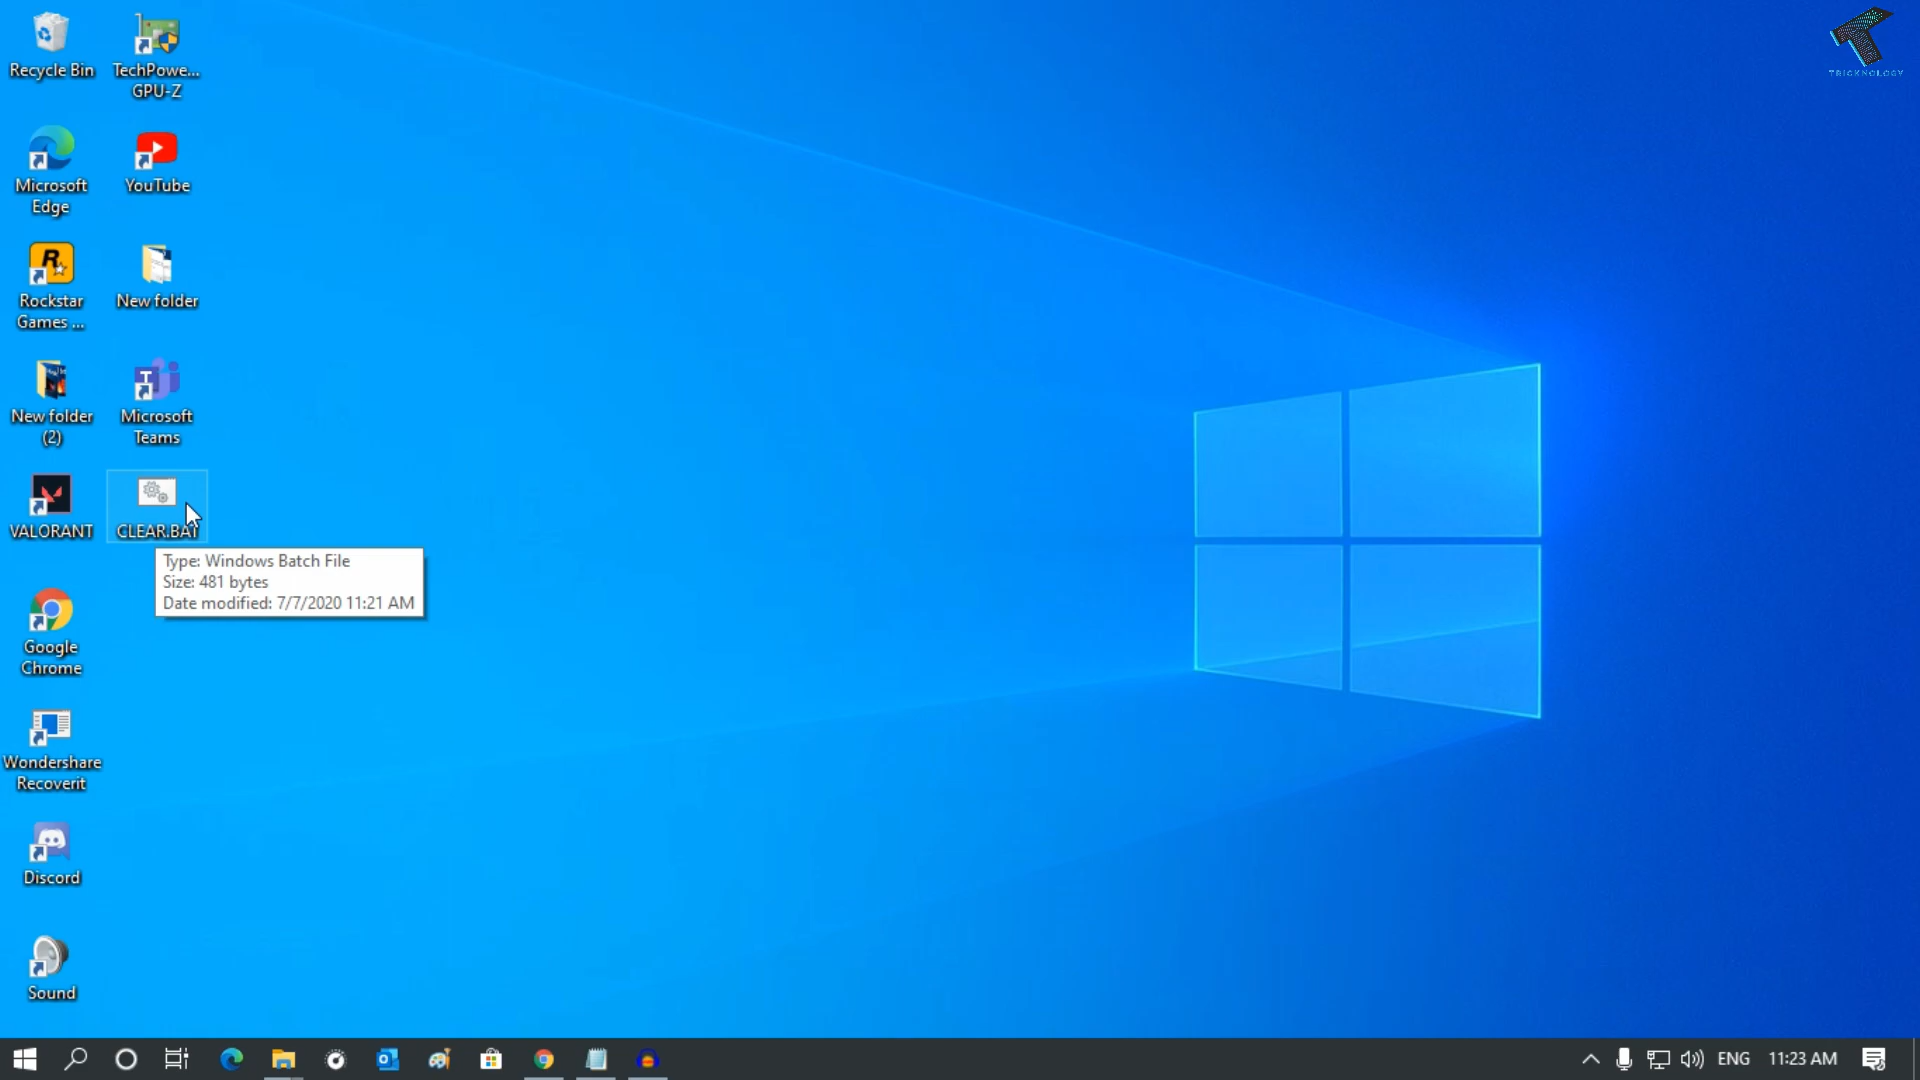 Recycle Bin
TechPowe...
GPU-Z
Microsoft
Edge
YouTube
Rockstar
Games ...
New folder
New folder
(2)
Microsoft
Teams
VALORANT
CLEAR.BAT
Type: Windows Batch File
Size: 481 bytes
Date modified: 7/7/2020 11:21 AM
Google
Chrome
Wondershare
Recoverit
Discord
Sound
TRICKNOLOGY
ENG
11:23 AM